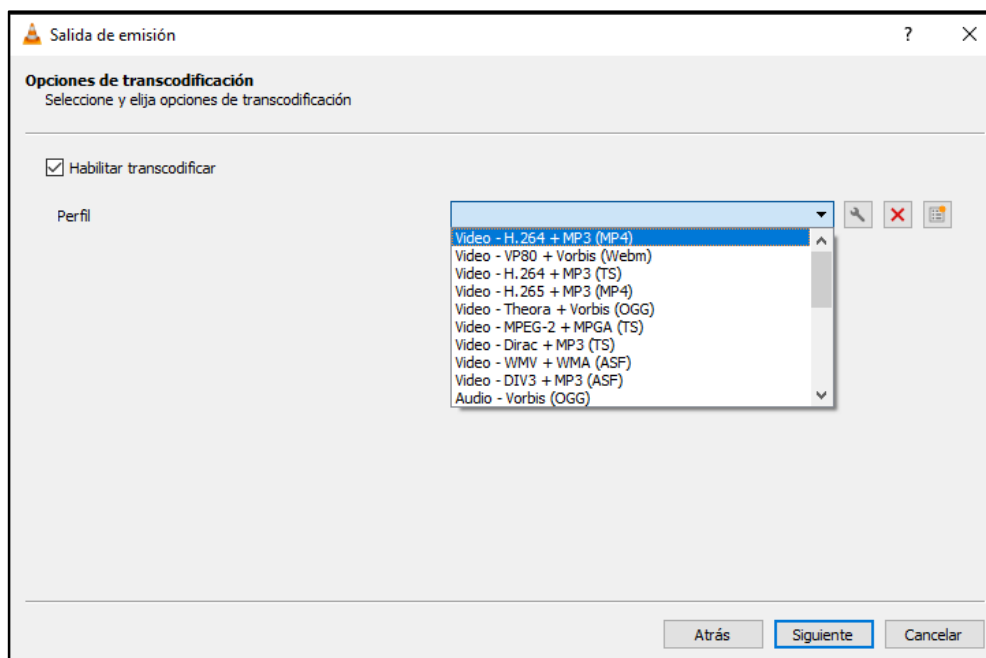 Salida de emisión
?
Opciones de transcodificación
Seleccione y elija opciones de transcodificación
Habilitar transcodificar
Perfil
Video - H.264 + MP3 (MP4)
Video - VP80 + Vorbis (Webm)
Video - H.264 + MP3 (TS)
Video - H.265 + MP3 (MP4)
Video - Theora + Vorbis (OGG)
Video - MPEG-2 + MPGA (TS)
Video - Dirac + MP3 (TS)
Video - WMV + WMA (ASF)
Video - DIV3 + MP3 (ASF)
Audio - Vorbis (OGG)
Atrás Siguiente Cancelar